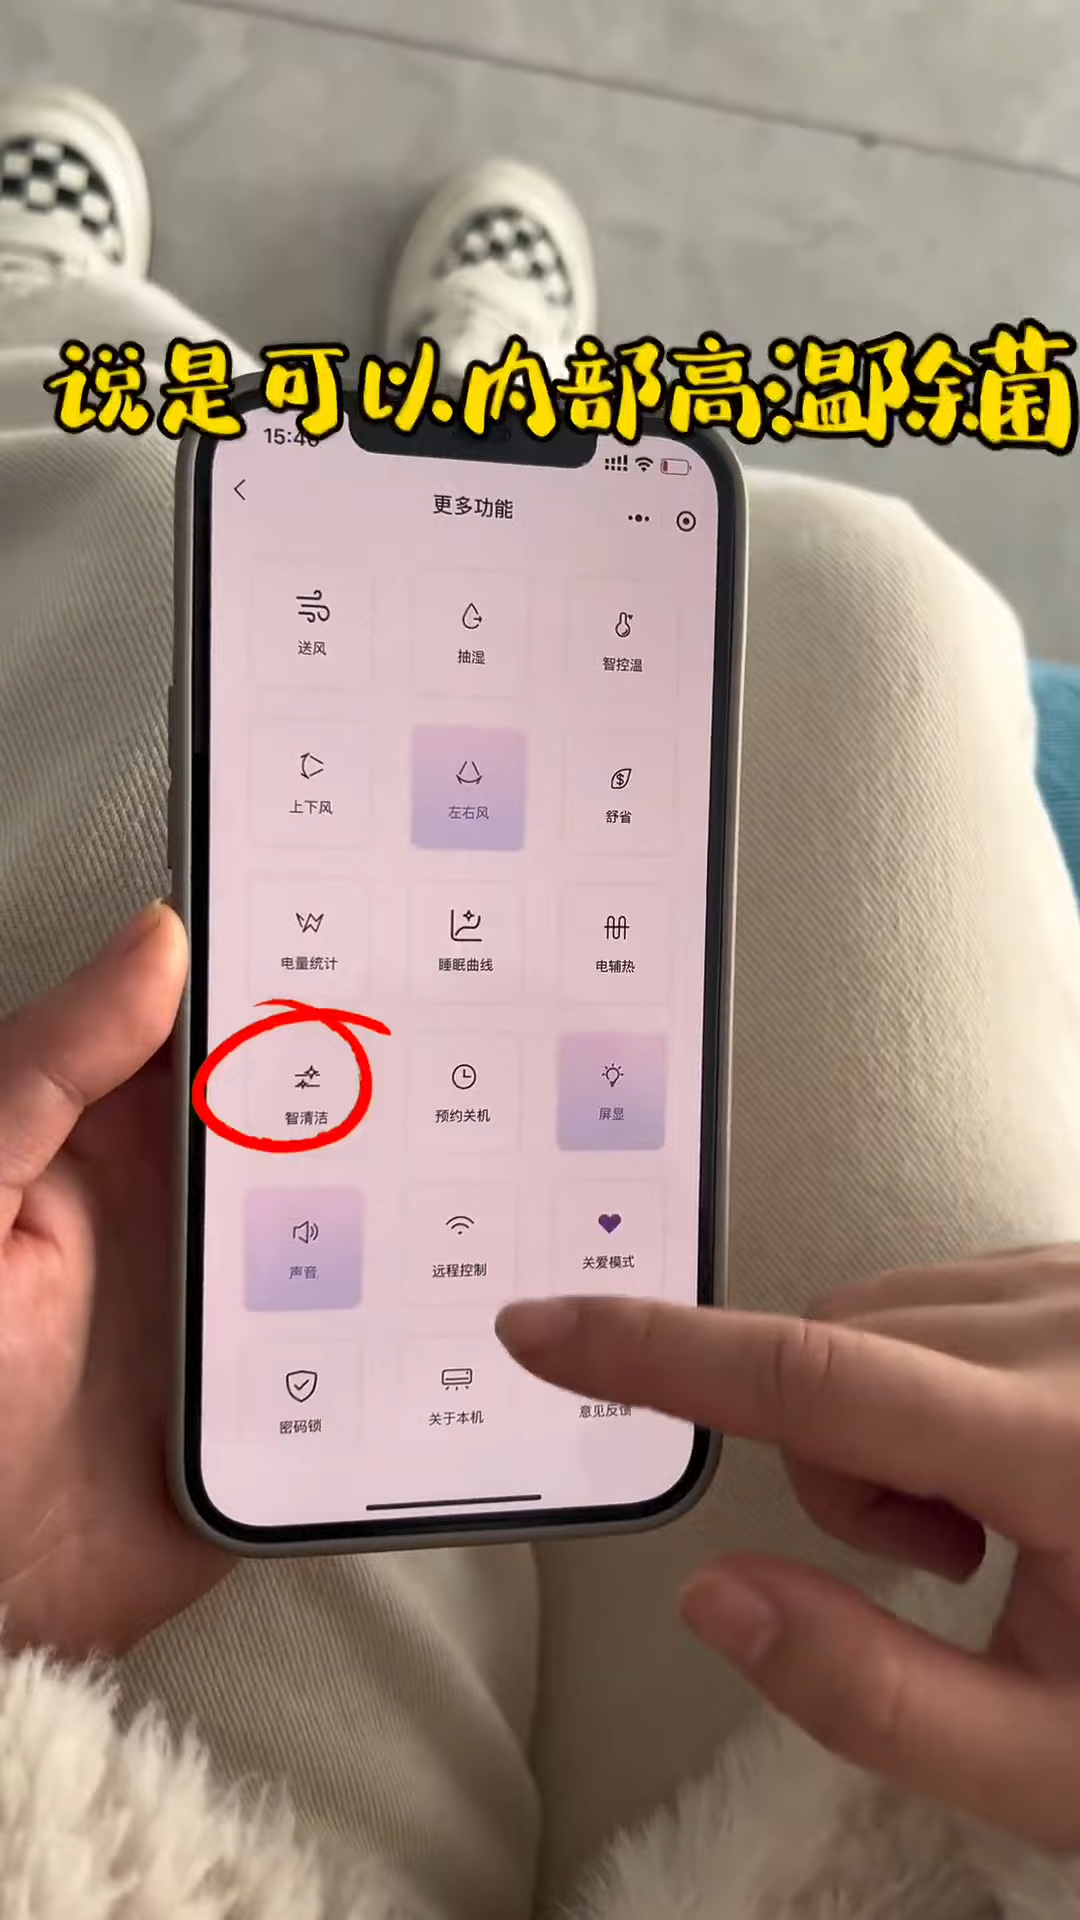 说是可以内部高温除菌
15:46
更多功能
送风
抽湿
智控温
上下风
左右风
舒省
电量统计
睡眠曲线
电辅热
智清洁
预约关机
屏显
声音
远程控制
关爱模式
密码锁
关于本机
意见反馈